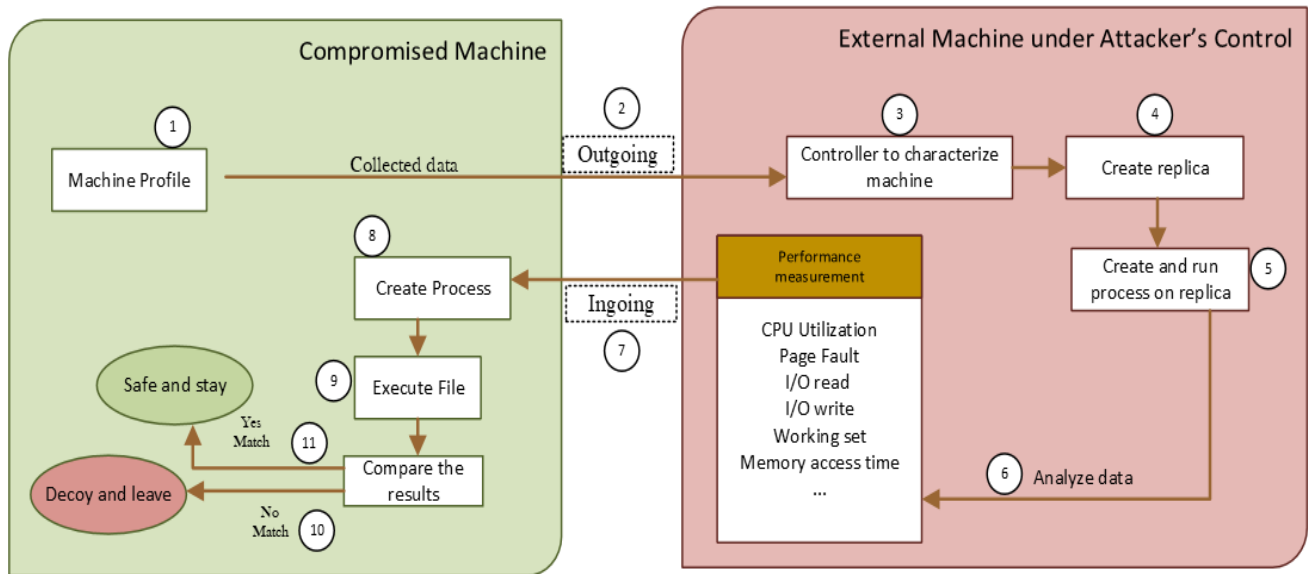 Compromised Machine
External Machine under Attacker's Control
1
2
3
4
Machine Profile
Collected data
Outgoing
Controller to characterize
machine
Create replica
8
Create Process
Ingoing
7
Performance
measurement
CPU Utilization
Page Fault
I/O read
I/O write
Working set
Memory access time
...
Create and run
process on replica
5
6
Analyze data
9
Execute File
Safe and stay
Yes
Match
11
Compare the
results
Decoy and leave
No
Match
10